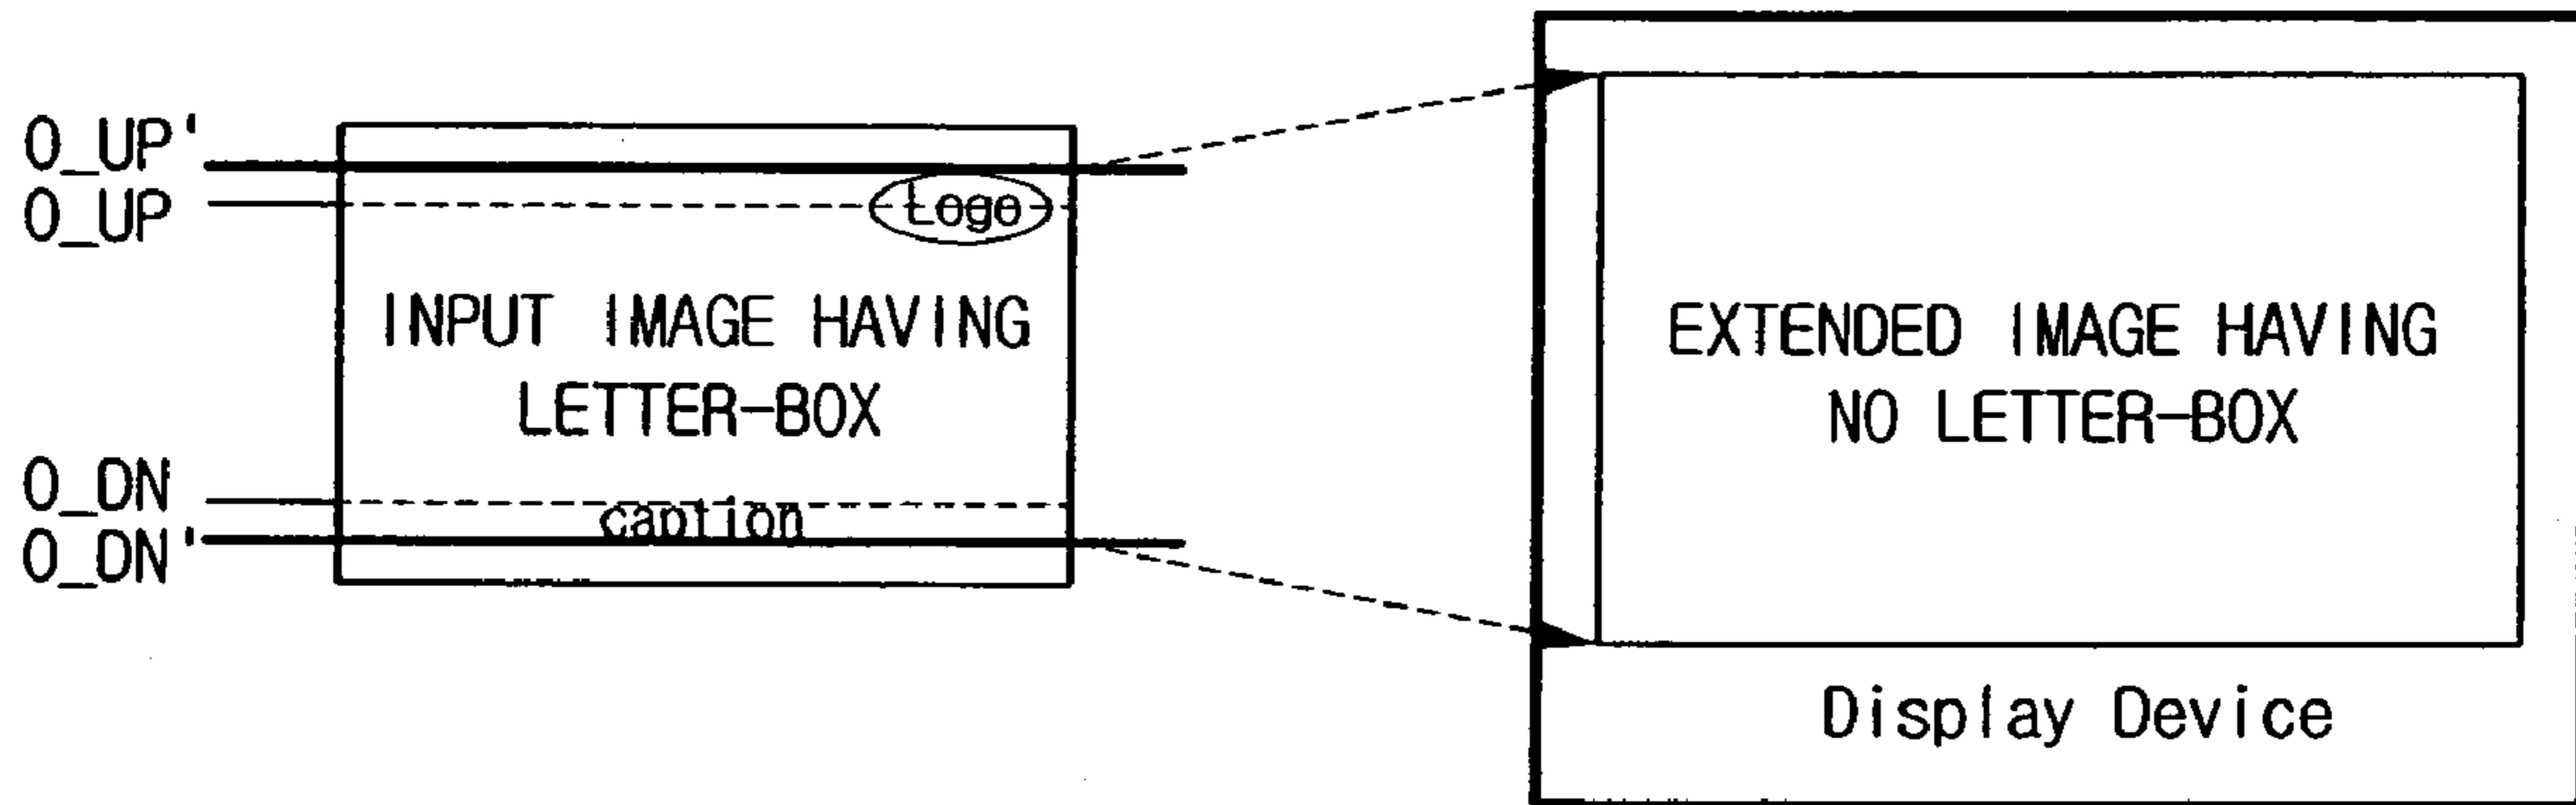 O_UP'
O_UP
Logo
INPUT IMAGE HAVING
LETTER-BOX
O_DN
caption
O_DN'
EXTENDED IMAGE HAVING
NO LETTER-BOX
Display Device